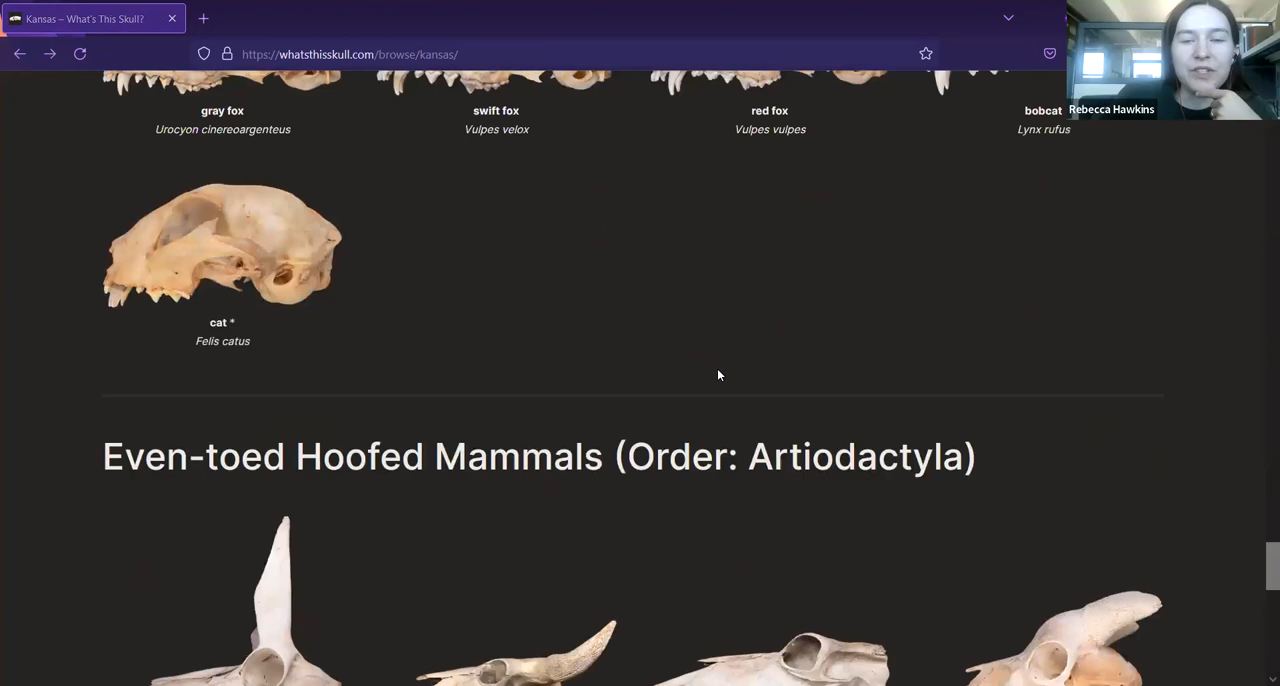 Kansas – What's This Skull?
https://whatsthisskull.com/browse/kansas/
Rebecca Hawkins
gray fox
Urocyon cinereoargenteus
swift fox
Vulpes velox
red fox
Vulpes vulpes
bobcat
Lynx rufus
cat *
Felis catus
Even-toed Hoofed Mammals (Order: Artiodactyla)